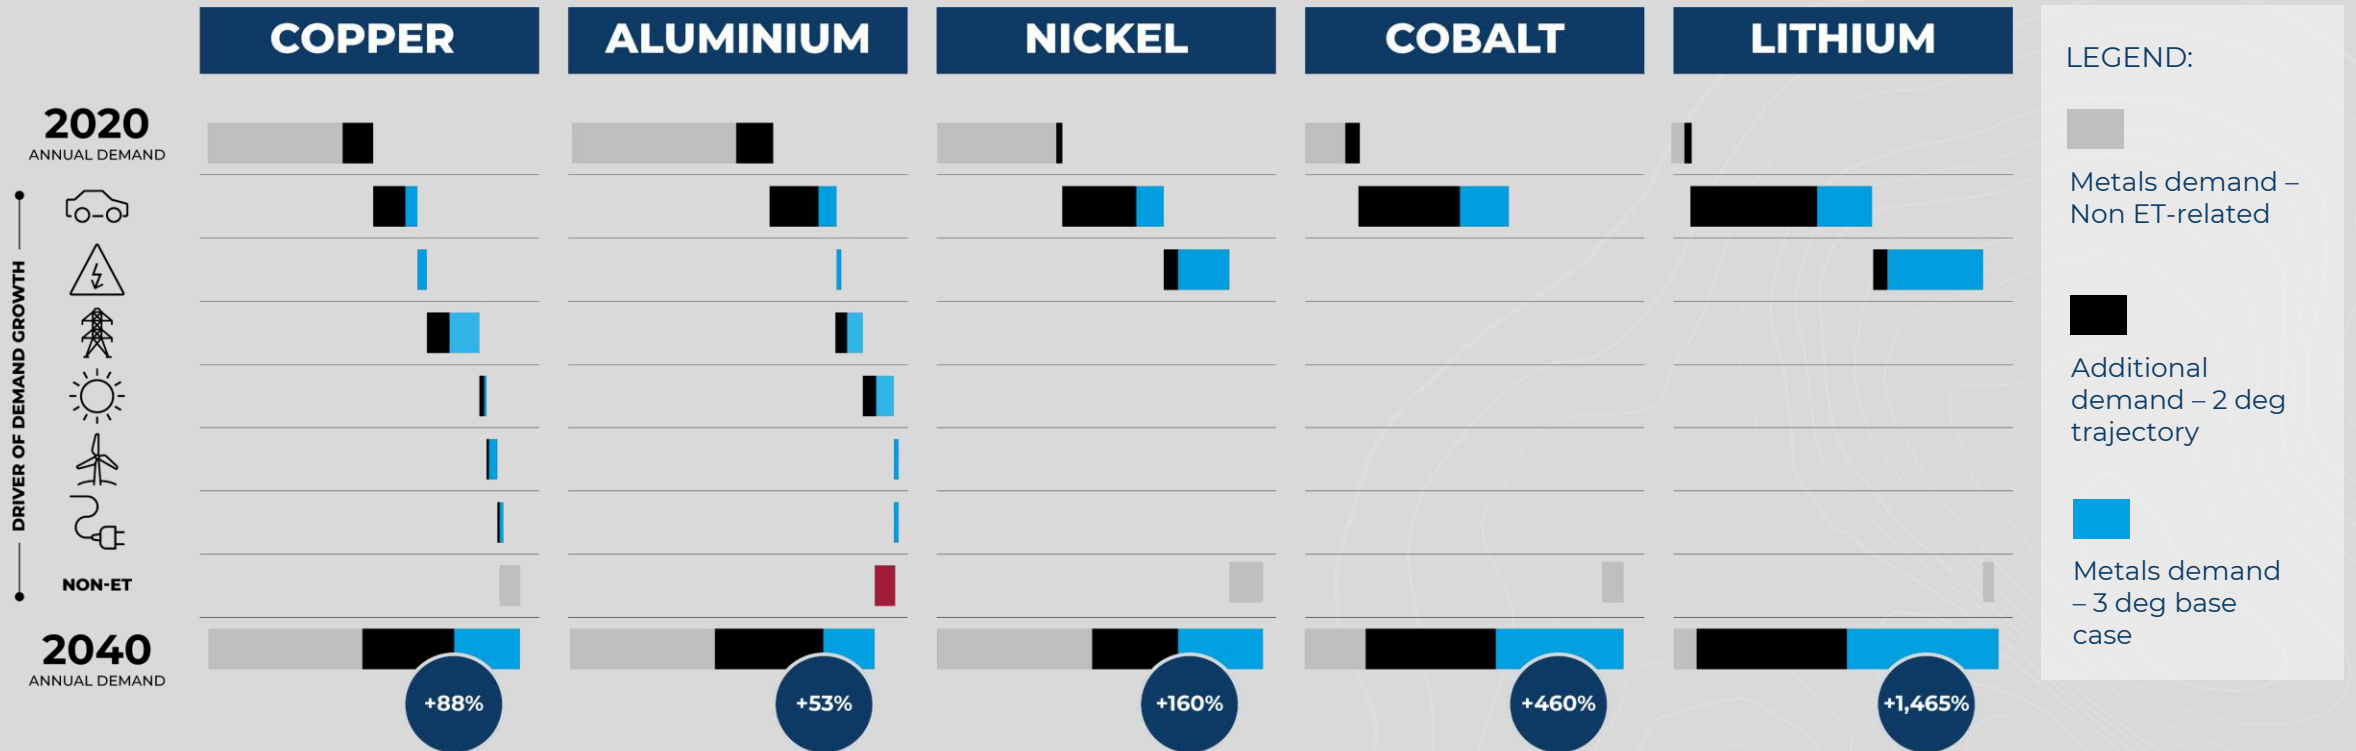 COPPER
ALUMINIUM
NICKEL
COBALT
LITHIUM
2020
ANNUAL DEMAND
DRIVER OF DEMAND GROWTH
NON-ET
2040
ANNUAL DEMAND
+88%
+53%
+160%
+460%
+1,465%
LEGEND:
Metals demand –
Non ET-related
Additional
demand – 2 deg
trajectory
Metals demand
– 3 deg base
case